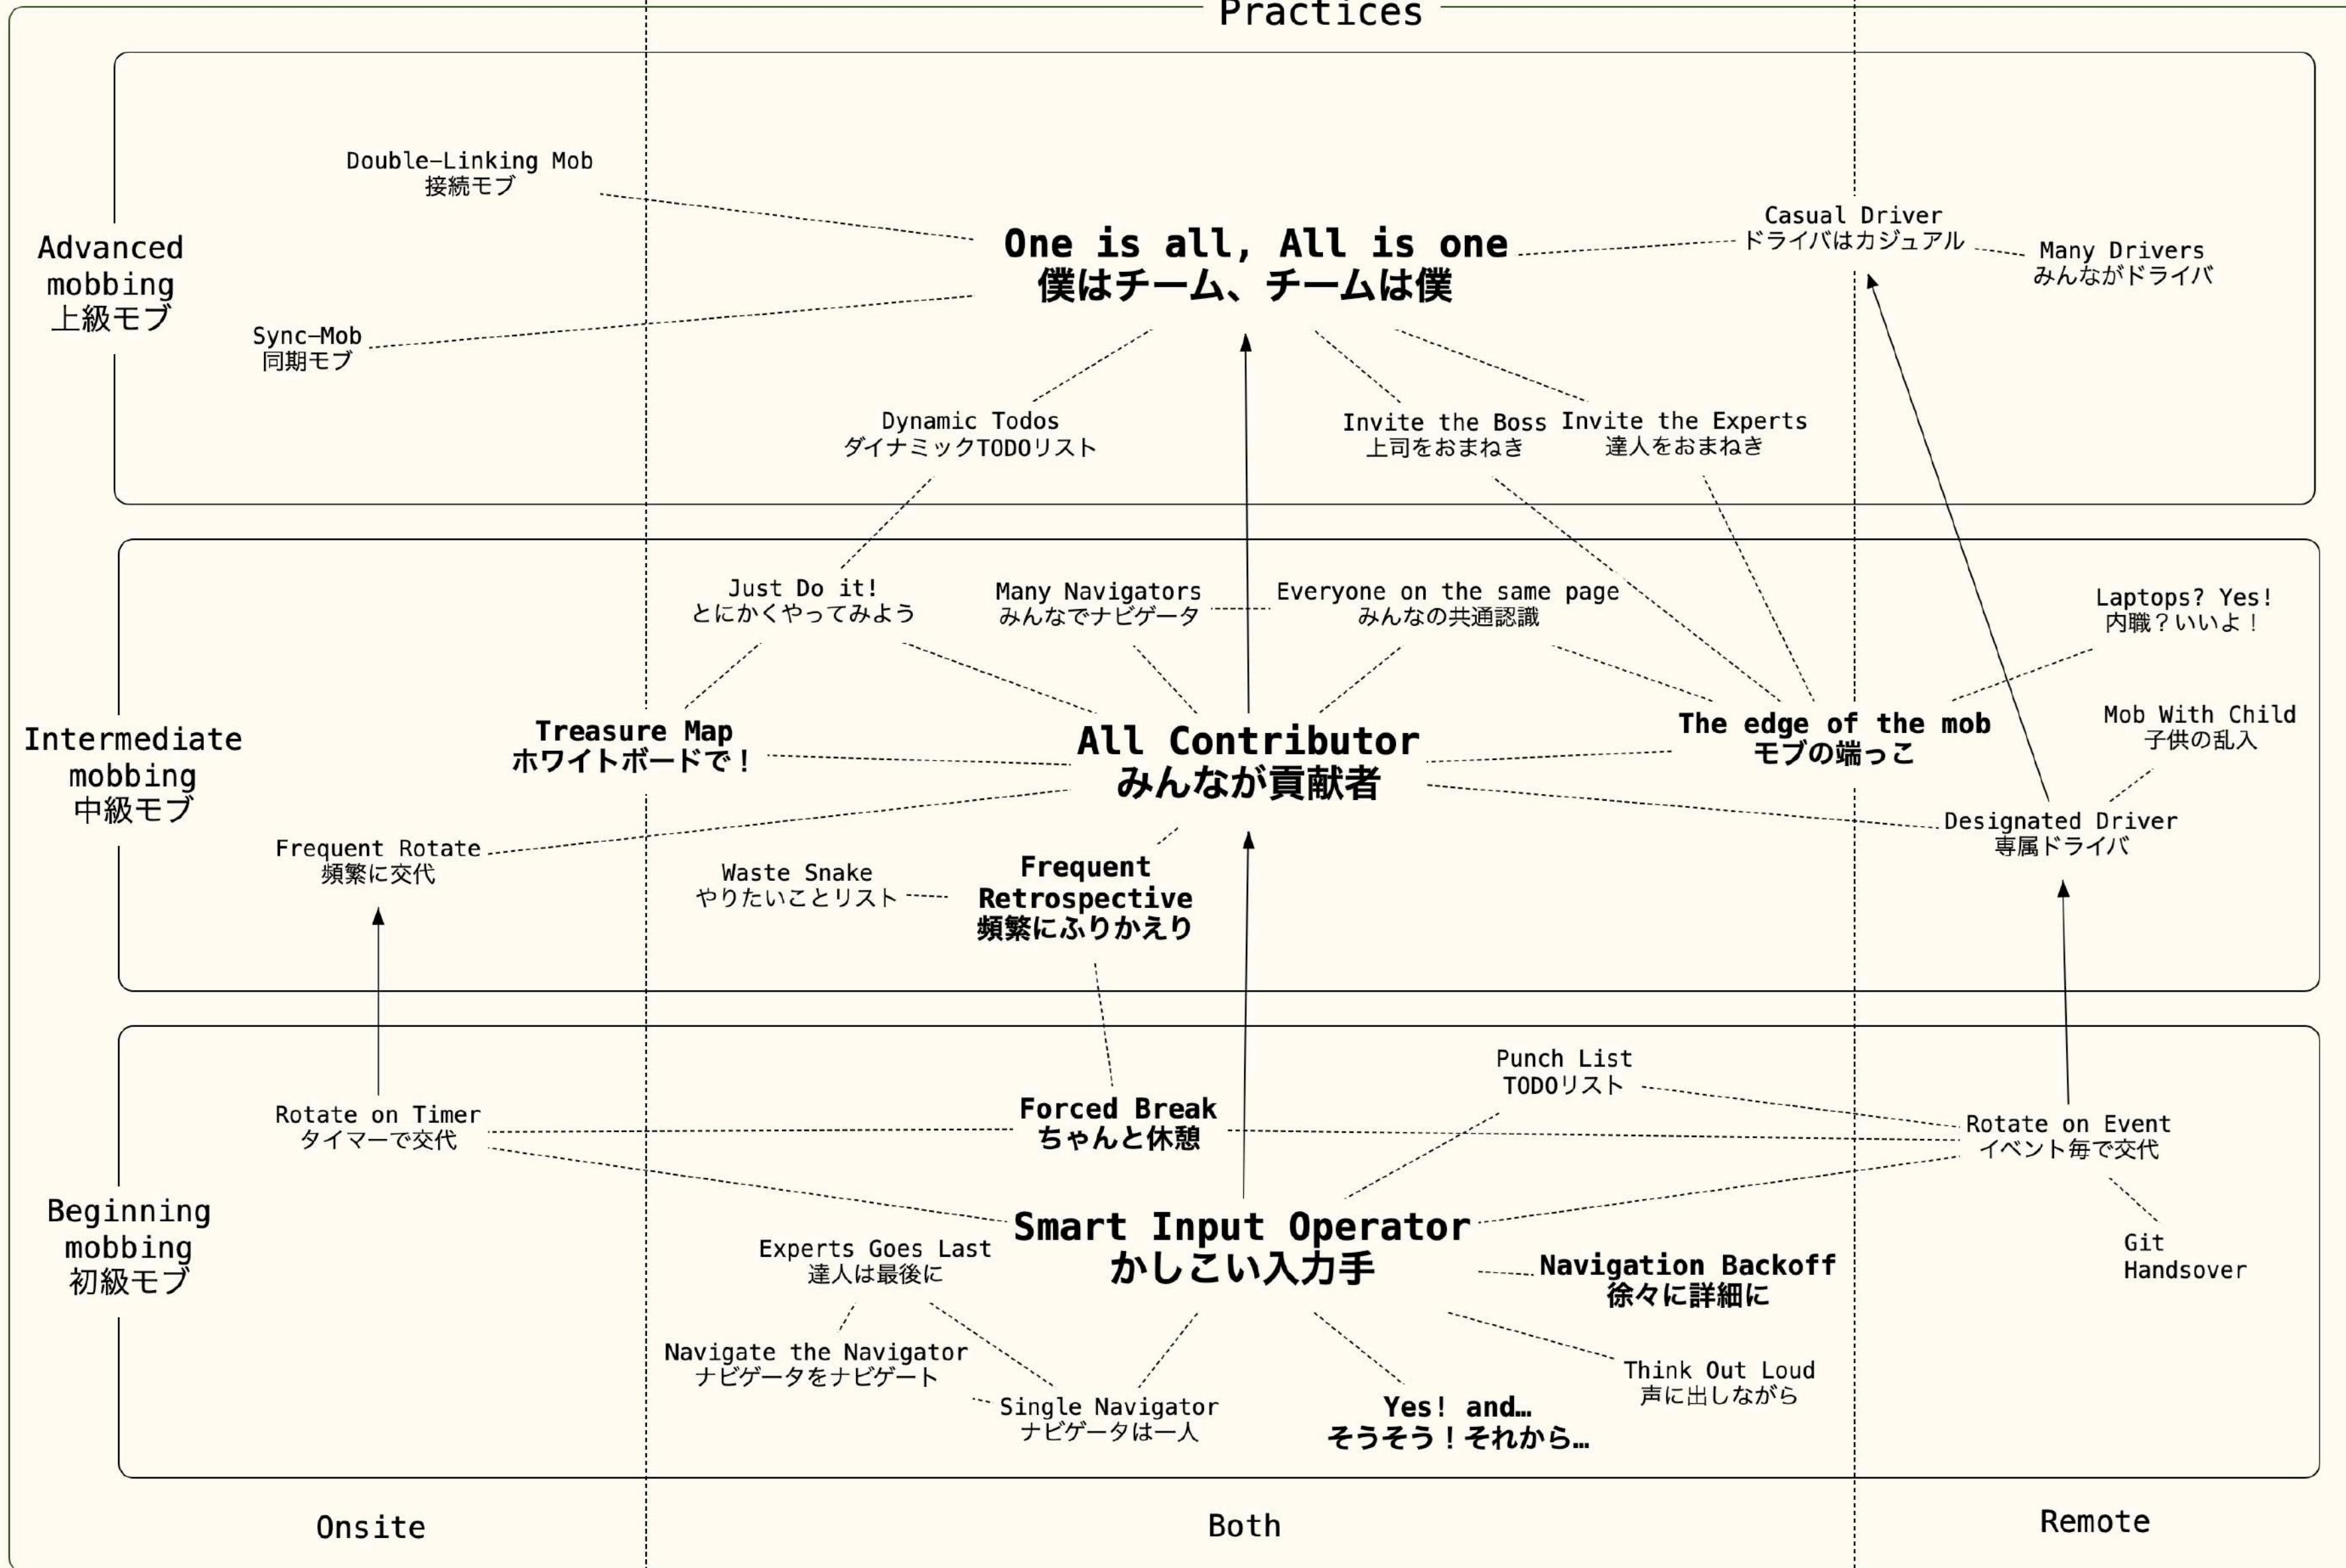 Practices
Advanced
mobbing
上級モブ
Double-Linking Mob
接続モブ
One is all, All is one
僕はチーム、チームは僕
Casual Driver
ドライバはカジュアル
Many Drivers
みんながドライバ
Sync-Mob
同期モブ
Dynamic Todos
ダイナミックTODOリスト
Invite the Boss
上司をおまねき
Invite the Experts
達人をおまねき
Intermediate
mobbing
中級モブ
Just Do it!
とにかくやってみよう
Many Navigators
みんなでナビゲータ
Everyone on the same page
みんなの共通認識
Laptops? Yes!
内職？いいよ！
Treasure Map
ホワイトボードで！
All Contributor
みんなが貢献者
The edge of the mob
モブの端っこ
Mob With Child
子供の乱入
Frequent Rotate
頻繁に交代
Waste Snake
やりたいことリスト
Frequent
Retrospective
頻繁にふりかえり
Designated Driver
専属ドライバ
Beginning
mobbing
初級モブ
Rotate on Timer
タイマーで交代
Forced Break
ちゃんと休憩
Punch List
TODOリスト
Rotate on Event
イベント毎で交代
Experts Goes Last
達人は最後に
Smart Input Operator
かしこい入力手
Navigation Backoff
徐々に詳細に
Git
Handsover
Navigate the Navigator
ナビゲータをナビゲート
Single Navigator
ナビゲータは一人
Yes! and…
そうそう！それから…
Think Out Loud
声に出しながら
Onsite
Both
Remote